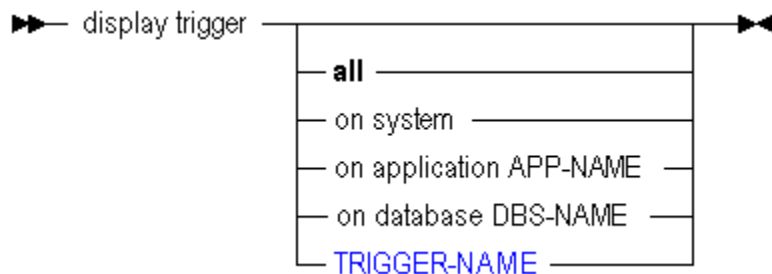 display trigger
all
on system
on application APP-NAME
on database DBS-NAME
TRIGGER-NAME